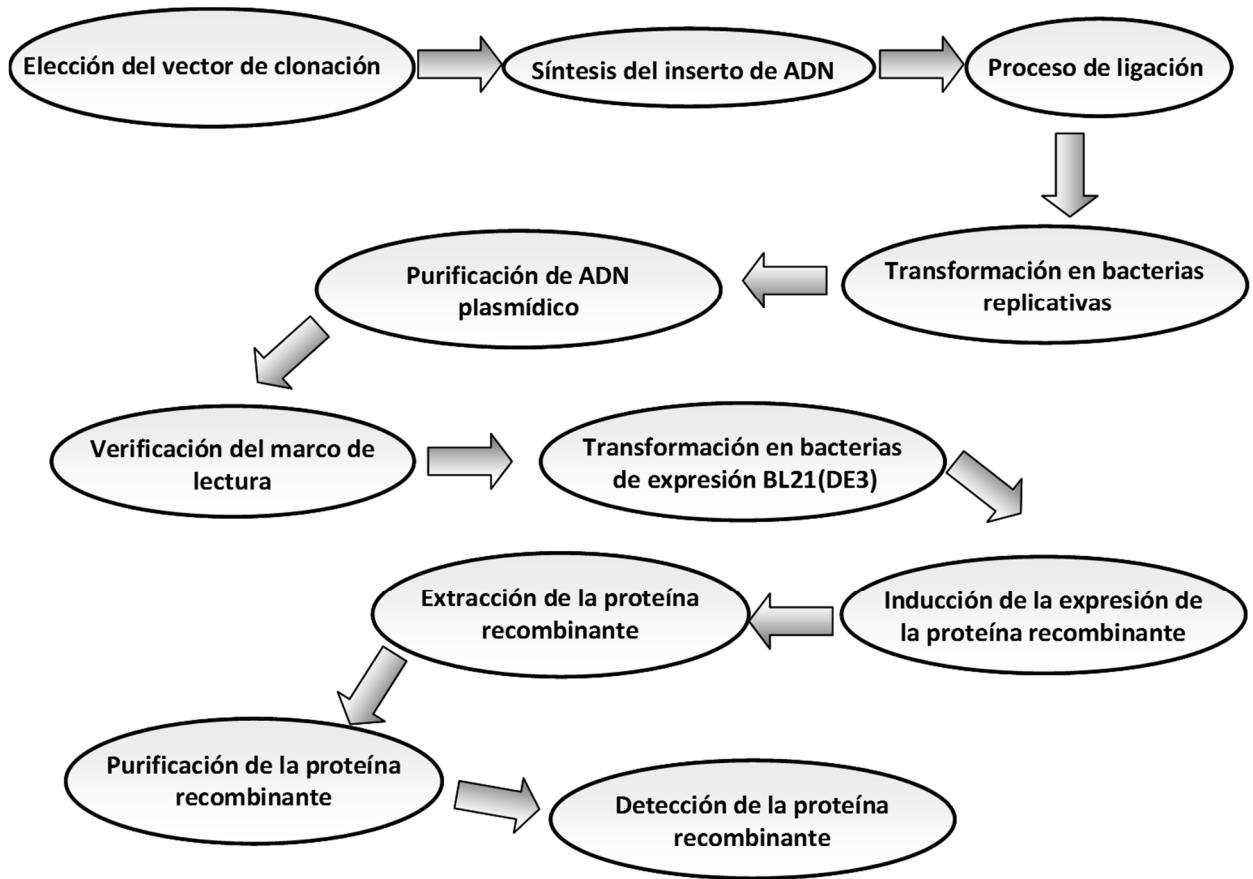 Elección del vector de clonación
Síntesis del inserto de ADN
Proceso de ligación
Transformación en bacterias
replicativas
Purificación de ADN
plasmídico
Verificación del marco de
lectura
Transformación en bacterias
de expresión BL21(DE3)
Inducción de la expresión de
la proteína recombinante
Extracción de la proteína
recombinante
Purificación de la proteína
recombinante
Detección de la proteína
recombinante